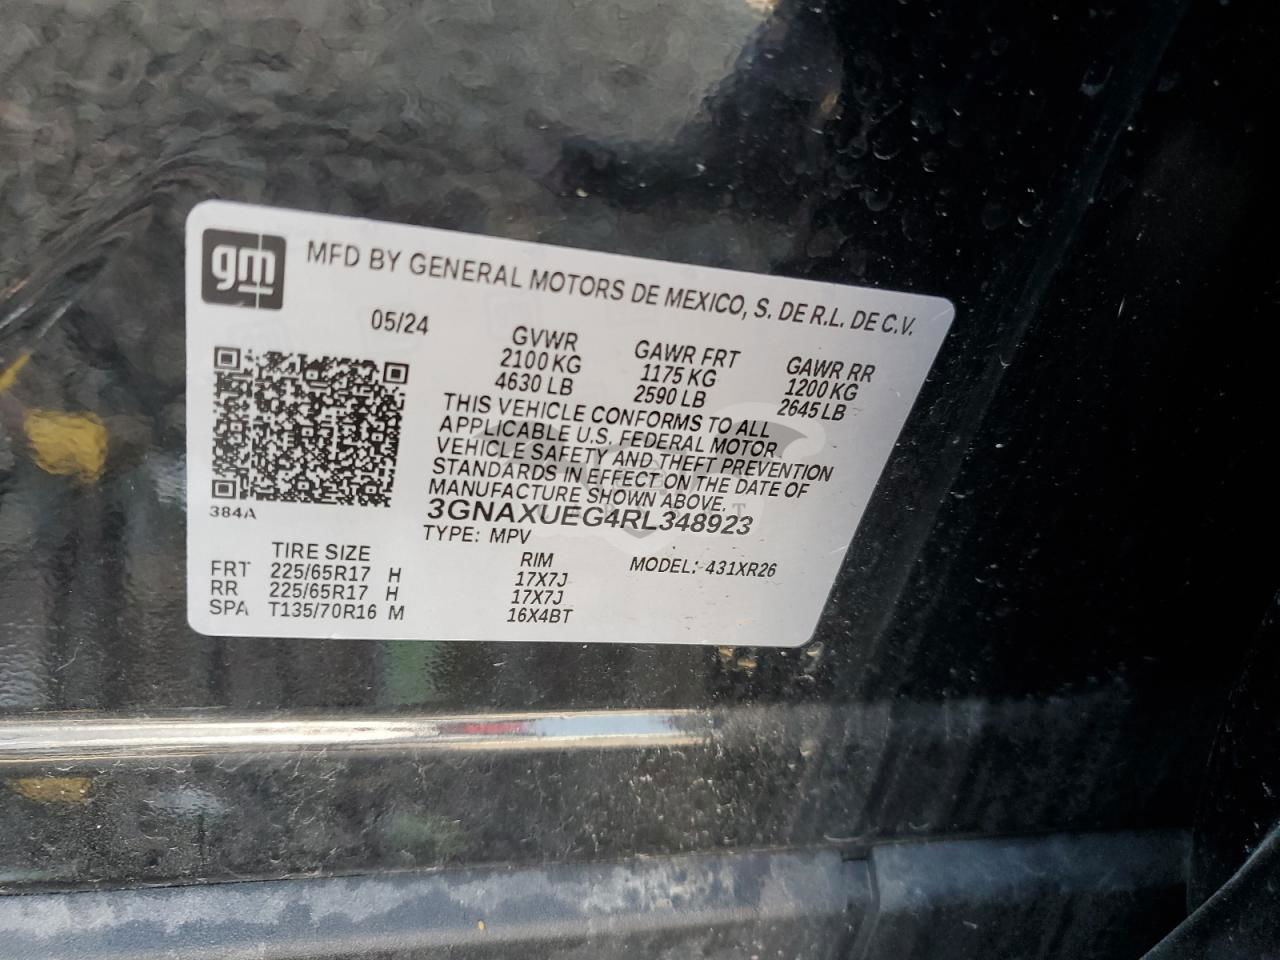 gm MFD BY GENERAL MOTORS DE MEXICO, S. DE R.L. DE C.V.
05/24
GVWR GAWR FRT GAWR RR
2100 KG 1175 KG 1200 KG
4630 LB 2590 LB 2645 LB
THIS VEHICLE CONFORMS TO ALL
APPLICABLE U.S. FEDERAL MOTOR
VEHICLE SAFETY AND THEFT PREVENTION
STANDARDS IN EFFECT ON THE DATE OF
MANUFACTURE SHOWN ABOVE.
384A
3GNAXUEG4RL348923
TYPE: MPV
TIRE SIZE RIM MODEL: 431XR26
FRT 225/65R17 H 17X7J
RR 225/65R17 H 17X7J
SPA T135/70R16 M 16X4BT